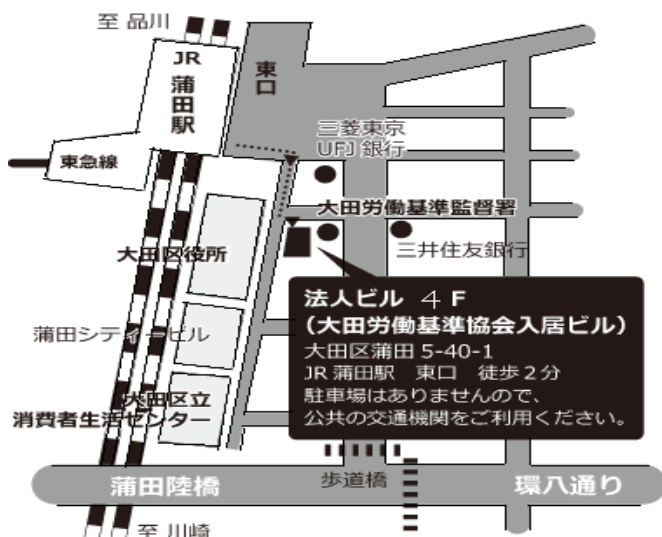 至 品川
JR
蒲田駅
東口
東急線
三菱東京
UFJ 銀行
大田労働基準監督署
三井住友銀行
大田区役所
蒲田シティービル
大田区立
消費者生活センター
法人ビル ４F
(大田労働基準協会入居ビル)
大田区蒲田 5-40-1
JR 蒲田駅 東口 徒歩 2 分
駐車場はありませんので、
公共の交通機関をご利用ください。
歩道橋
蒲田陸橋
環八通り
至 川崎